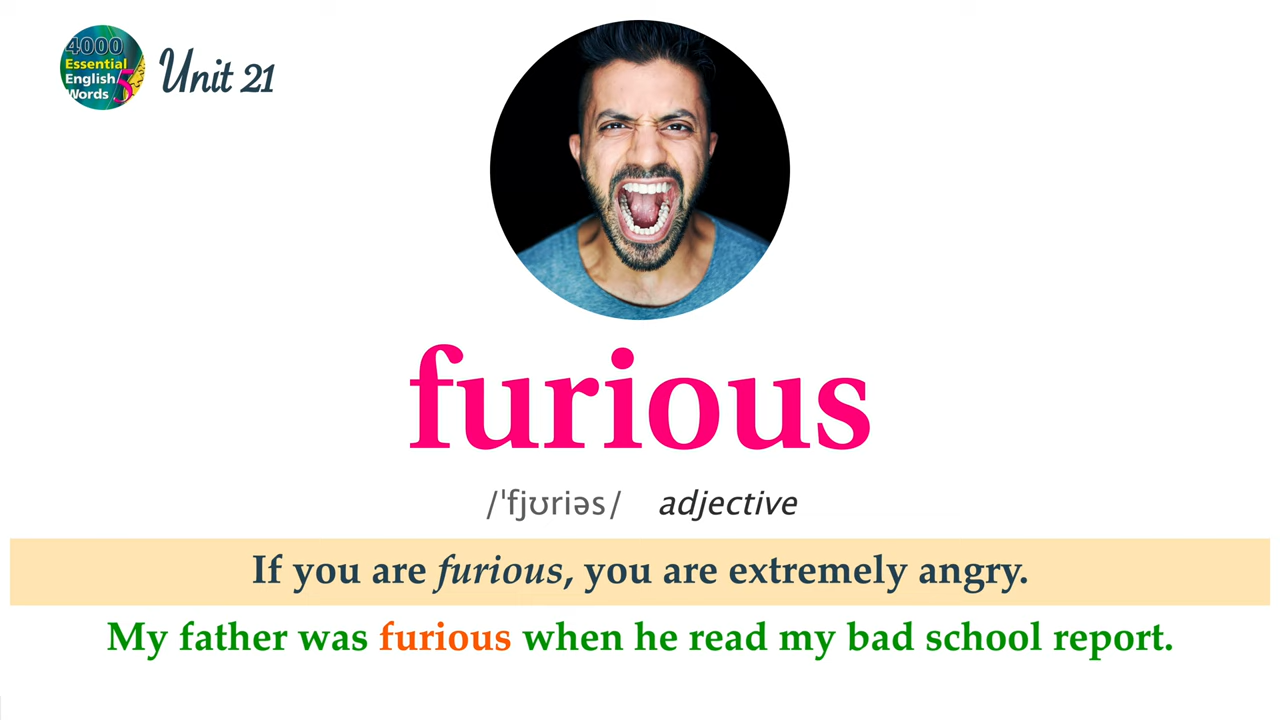 4000
Essential
English
Words 5
Unit 21
furious
/ˈfjʊriəs/ adjective
If you are furious, you are extremely angry.
My father was furious when he read my bad school report.